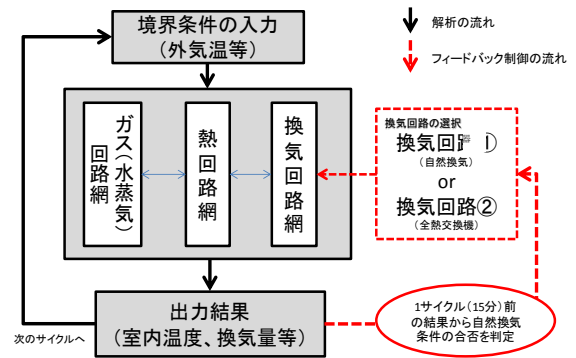 境界条件の入力
(外気温等)
解析の流れ
フィードバック制御の流れ
ガス(水蒸気)
回路網
熱回路網
換気回路網
換気回路の選択
換気回
(自然換気)
or
換気回路②
(全熱交換機)
出力結果
(室内温度、換気量等)
次のサイクルへ
1サイクル(15分)前
の結果から自然換気
条件の合否を判定